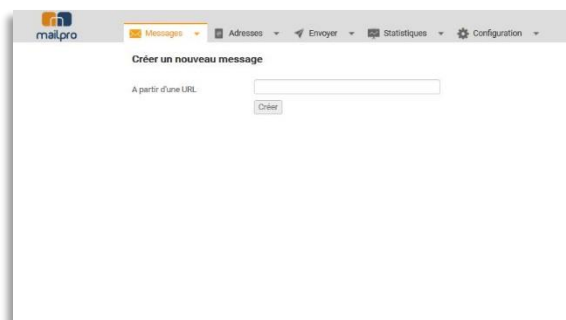 mailpro
Messages Adresses Envoyer Statistiques Configuration
Créer un nouveau message
A partir d'une URL
Créer